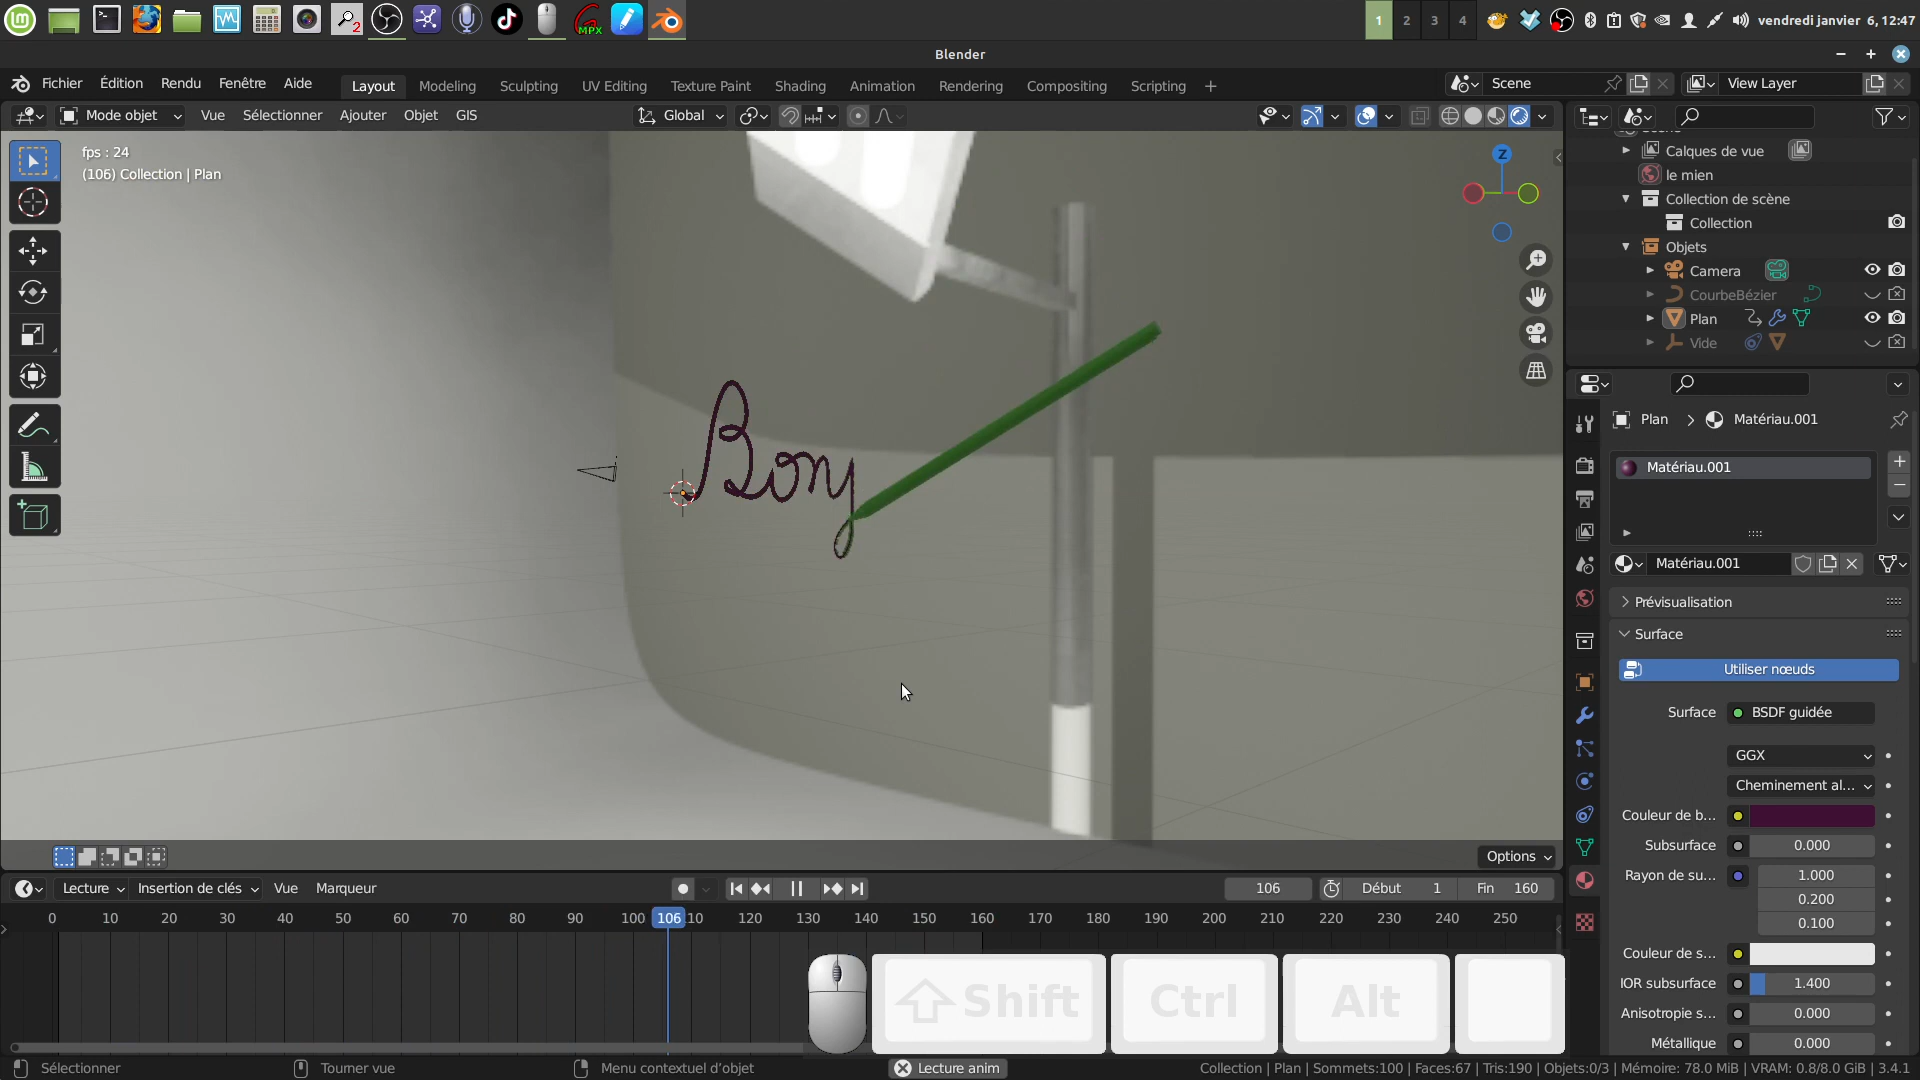 2
MPX
1 2 3 4
vendredi janvier 6, 12:47
Blender
Fichier Édition Rendu Fenêtre Aide
Layout Modeling Sculpting UV Editing Texture Paint Shading Animation Rendering Compositing Scripting +
Scene
View Layer
Mode objet Vue Sélectionner Ajouter Objet GIS
Global
fps : 24
(106) Collection | Plan
Z
Bonj
Options
Calques de vue
le mien
Collection de scène
Collection
Objets
Camera
CourbeBézier
Plan
Vide
Plan > Matériau.001
Matériau.001
Matériau.001
Prévisualisation
Surface
Utiliser nœuds
Surface BSDF guidée
GGX
Cheminement al...
Couleur de b...
Subsurface 0.000
Rayon de su... 1.000
0.200
0.100
Couleur de s...
IOR subsurface 1.400
Anisotropie s... 0.000
Métallique 0.000
Lecture Insertion de clés Vue Marqueur
106 Début 1 Fin 160
0 10 20 30 40 50 60 70 80 90 100 106 10 120 130 140 150 160 170 180 190 200 210 220 230 240 250
Shift Ctrl Alt
Sélectionner Tourner vue Menu contextuel d'objet Lecture anim
Collection | Plan | Sommets:100 | Faces:67 | Tris:190 | Objets:0/3 | Mémoire: 78.0 MiB | VRAM: 0.8/8.0 GiB | 3.4.1